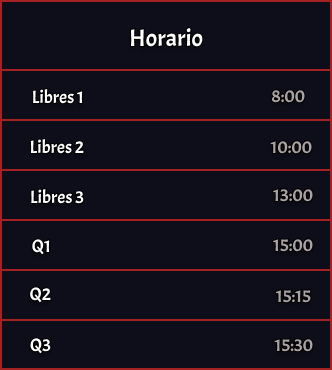 Horario
Libres 1 8:00
Libres 2 10:00
Libres 3 13:00
Q1 15:00
Q2 15:15
Q3 15:30